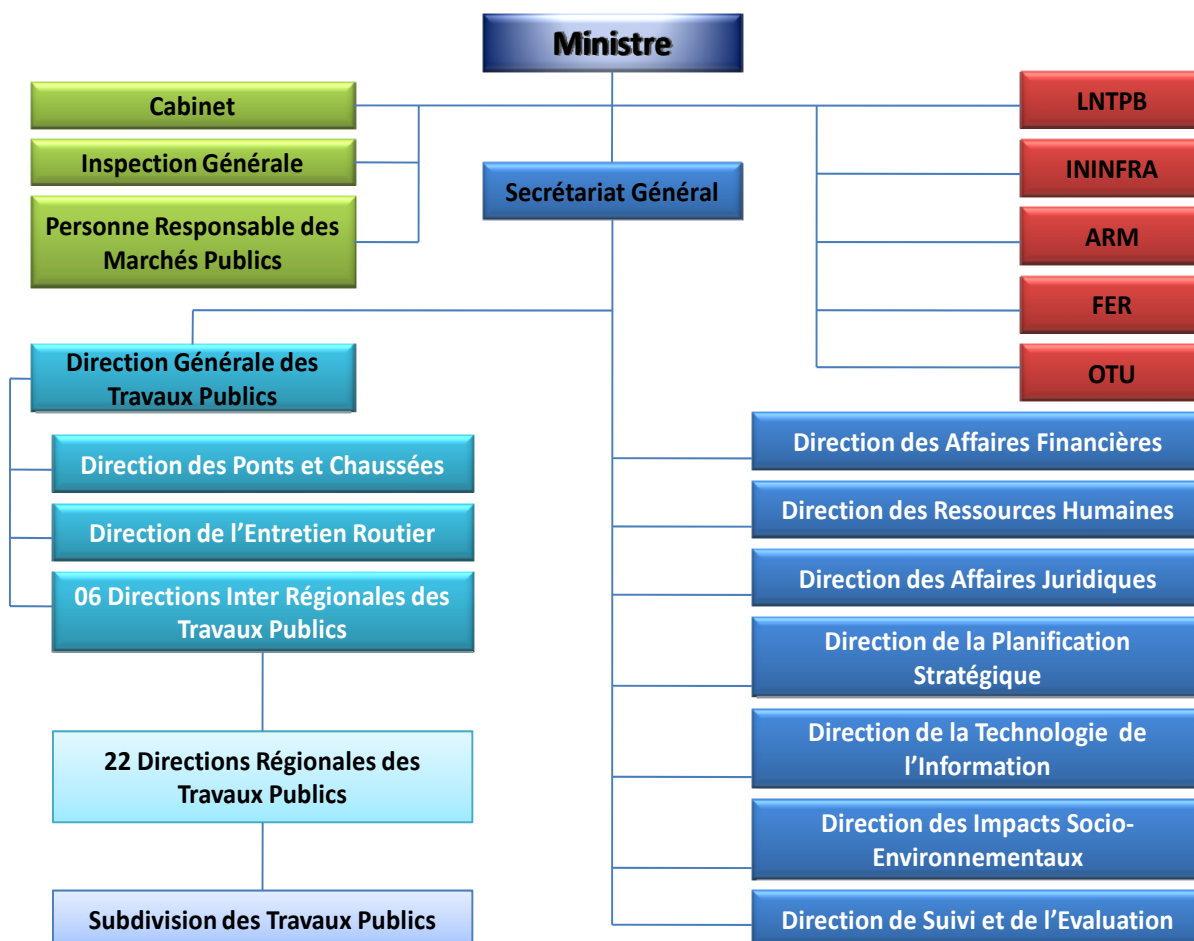 Ministre
Cabinet
Inspection Générale
Personne Responsable des
Marchés Publics
LNTPB
ININFRA
ARM
FER
OTU
Secrétariat Général
Direction Générale des
Travaux Publics
Direction des Ponts et Chaussées
Direction de l’Entretien Routier
06 Directions Inter Régionales des
Travaux Publics
22 Directions Régionales des
Travaux Publics
Subdivision des Travaux Publics
Direction des Affaires Financières
Direction des Ressources Humaines
Direction des Affaires Juridiques
Direction de la Planification
Stratégique
Direction de la Technologie de
l’Information
Direction des Impacts Socio-
Environnementaux
Direction de Suivi et de l’Evaluation